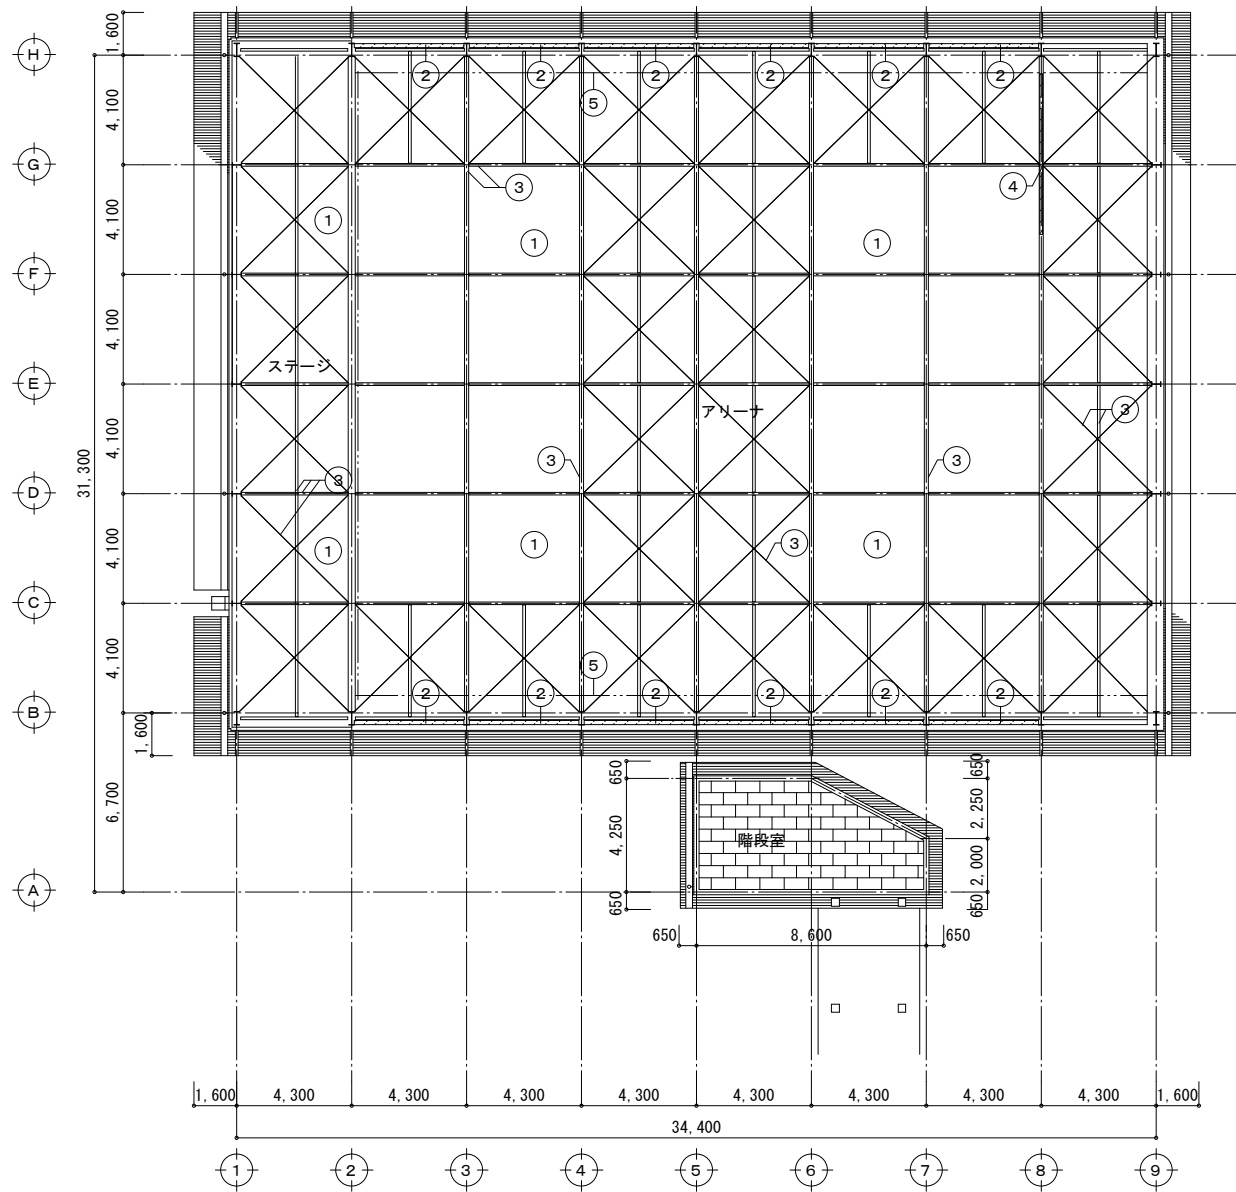 1,600
H
② ② ② ② ② ②
⑤
4,100
G
③ ④
① ① ①
4,100
F
4,100
ステージ
E
アリーナ
③
4,100
31,300
③ ③ ③
D
① ① ③ ①
4,100
C
4,100
⑤
② ② ② ② ② ②
B
1,600
6,700
650 650
4,250 2,250
階段室
2,000
A
650 650
650 8,600 650
1,600 4,300 4,300 4,300 4,300 4,300 4,300 4,300 4,300 1,600
34,400
1 2 3 4 5 6 7 8 9